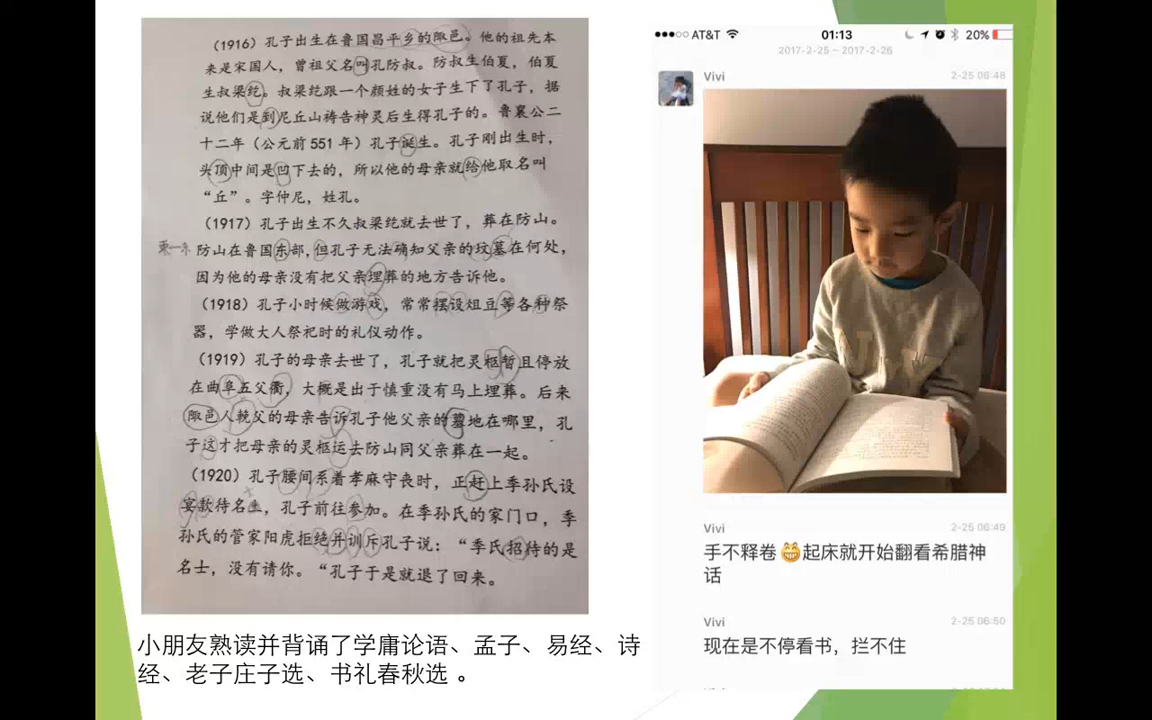 （1916）孔子出生在鲁国昌平乡的陬邑。他的祖先本
来是宋国人，曾祖父名叫孔防叔。防叔生伯夏，伯夏
生叔梁纥。叔梁纥跟一个颜姓的女子生下了孔子，据
说他们是到尼丘山祷告神灵后生得孔子的。鲁襄公二
十二年（公元前551年）孔子诞生。孔子刚出生时，
头顶中间是凹下去的，所以他的母亲就给他取名叫
“丘”。字仲尼，姓孔。
（1917）孔子出生不久叔梁纥就去世了，葬在防山。
防山在鲁国东部，但孔子无法确知父亲的坟墓在何处，
因为他的母亲没有把父亲埋葬的地方告诉他。
（1918）孔子小时候做游戏，常常摆设俎豆等各种祭
器，学做大人祭祀时的礼仪动作。
（1919）孔子的母亲去世了，孔子就把灵柩暂且停放
在曲阜五父衢，大概是出于慎重没有马上埋葬。后来
陬邑人輓父的母亲告诉孔子他父亲的墓地在哪里，孔
子这才把母亲的灵柩运去防山同父亲葬在一起。
（1920）孔子腰间系着孝麻守丧时，正赶上季孙氏设
宴款待名士，孔子前往参加。在季孙氏的家门口，季
孙氏的管家阳虎拒绝并训斥孔子说：“季氏招待的是
名士，没有请你。“孔子于是就退了回来。
小朋友熟读并背诵了学庸论语、孟子、易经、诗
经、老子庄子选、书礼春秋选 。
AT&T 01:13 20%
2017-2-25 ~ 2017-2-26
Vivi 2-25 06:48
Vivi 2-25 06:49
手不释卷😁起床就开始翻看希腊神
话
Vivi 2-25 06:50
现在是不停看书，拦不住